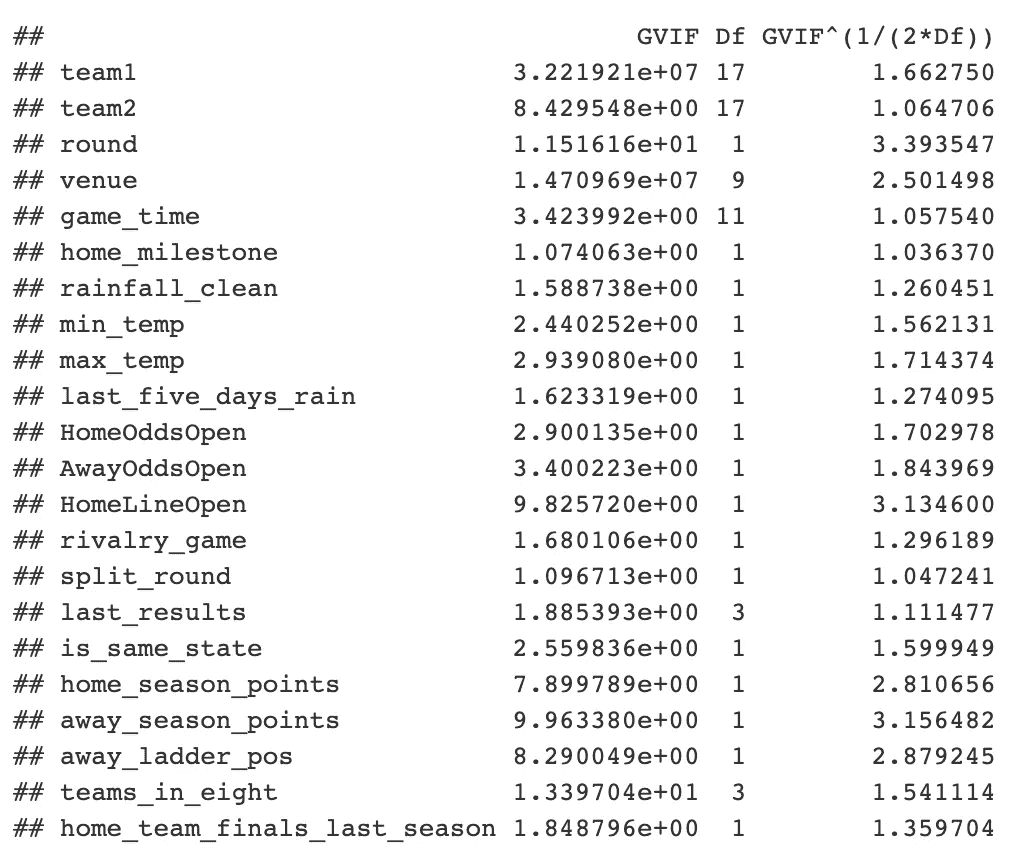 ##                                     GVIF Df GVIF^(1/(2*Df))
## team1                       3.221921e+07 17        1.662750
## team2                       8.429548e+00 17        1.064706
## round                       1.151616e+01  1        3.393547
## venue                       1.470969e+07  9        2.501498
## game_time                   3.423992e+00 11        1.057540
## home_milestone              1.074063e+00  1        1.036370
## rainfall_clean              1.588738e+00  1        1.260451
## min_temp                    2.440252e+00  1        1.562131
## max_temp                    2.939080e+00  1        1.714374
## last_five_days_rain         1.623319e+00  1        1.274095
## HomeOddsOpen                2.900135e+00  1        1.702978
## AwayOddsOpen                3.400223e+00  1        1.843969
## HomeLineOpen                9.825720e+00  1        3.134600
## rivalry_game                1.680106e+00  1        1.296189
## split_round                 1.096713e+00  1        1.047241
## last_results                1.885393e+00  3        1.111477
## is_same_state               2.559836e+00  1        1.599949
## home_season_points          7.899789e+00  1        2.810656
## away_season_points          9.963380e+00  1        3.156482
## away_ladder_pos             8.290049e+00  1        2.879245
## teams_in_eight              1.339704e+01  3        1.541114
## home_team_finals_last_season 1.848796e+00  1        1.359704